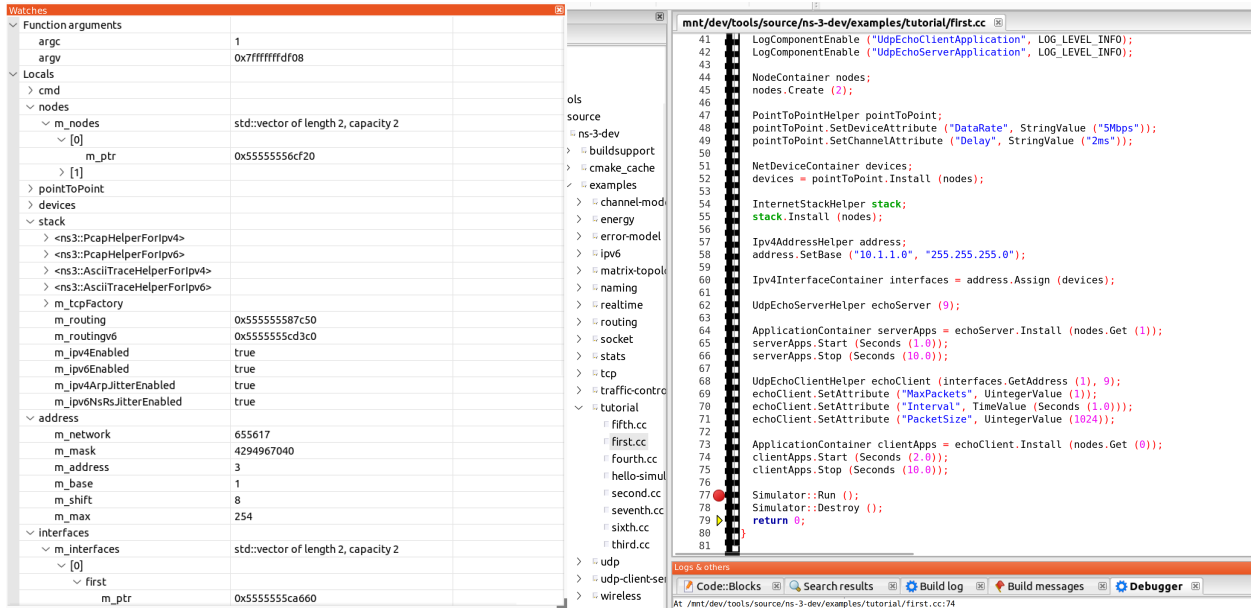 Watches
Function arguments
argc 1
argv 0x7fffffffdf08
Locals
cmd
nodes
m_nodes std::vector of length 2, capacity 2
[0]
m_ptr 0x55555556cf20
[1]
pointToPoint
devices
stack
<ns3::PcapHelperForIpv4>
<ns3::PcapHelperForIpv6>
<ns3::AsciiTraceHelperForIpv4>
<ns3::AsciiTraceHelperForIpv6>
m_tcpFactory
m_routing 0x555555587c50
m_routingv6 0x5555555cd3c0
m_ipv4Enabled true
m_ipv6Enabled true
m_ipv4ArpJitterEnabled true
m_ipv6NsRsJitterEnabled true
address
m_network 655617
m_mask 4294967040
m_address 3
m_base 1
m_shift 8
m_max 254
interfaces
m_interfaces std::vector of length 2, capacity 2
[0]
first
m_ptr 0x5555555ca660
ols
source
ns-3-dev
buildsupport
cmake_cache
examples
channel-mode
energy
error-model
ipv6
matrix-topolo
naming
realtime
routing
socket
stats
tcp
traffic-contro
tutorial
fifth.cc
first.cc
fourth.cc
hello-simul
second.cc
seventh.cc
sixth.cc
third.cc
udp
udp-client-ser
wireless
mnt/dev/tools/source/ns-3-dev/examples/tutorial/first.cc
41 LogComponentEnable ("UdpEchoClientApplication", LOG_LEVEL_INFO);
42 LogComponentEnable ("UdpEchoServerApplication", LOG_LEVEL_INFO);
43
44 NodeContainer nodes;
45 nodes.Create (2);
46
47 PointToPointHelper pointToPoint;
48 pointToPoint.SetDeviceAttribute ("DataRate", StringValue ("5Mbps"));
49 pointToPoint.SetChannelAttribute ("Delay", StringValue ("2ms"));
50
51 NetDeviceContainer devices;
52 devices = pointToPoint.Install (nodes);
53
54 InternetStackHelper stack;
55 stack.Install (nodes);
56
57 Ipv4AddressHelper address;
58 address.SetBase ("10.1.1.0", "255.255.255.0");
59
60 Ipv4InterfaceContainer interfaces = address.Assign (devices);
61
62 UdpEchoServerHelper echoServer (9);
63
64 ApplicationContainer serverApps = echoServer.Install (nodes.Get (1));
65 serverApps.Start (Seconds (1.0));
66 serverApps.Stop (Seconds (10.0));
67
68 UdpEchoClientHelper echoClient (interfaces.GetAddress (1), 9);
69 echoClient.SetAttribute ("MaxPackets", UintegerValue (1));
70 echoClient.SetAttribute ("Interval", TimeValue (Seconds (1.0)));
71 echoClient.SetAttribute ("PacketSize", UintegerValue (1024));
72
73 ApplicationContainer clientApps = echoClient.Install (nodes.Get (0));
74 clientApps.Start (Seconds (2.0));
75 clientApps.Stop (Seconds (10.0));
76
77 Simulator::Run ();
78 Simulator::Destroy ();
79 return 0;
80 }
81
Logs & others
Code::Blocks Search results Build log Build messages Debugger
At /mnt/dev/tools/source/ns-3-dev/examples/tutorial/first.cc:74